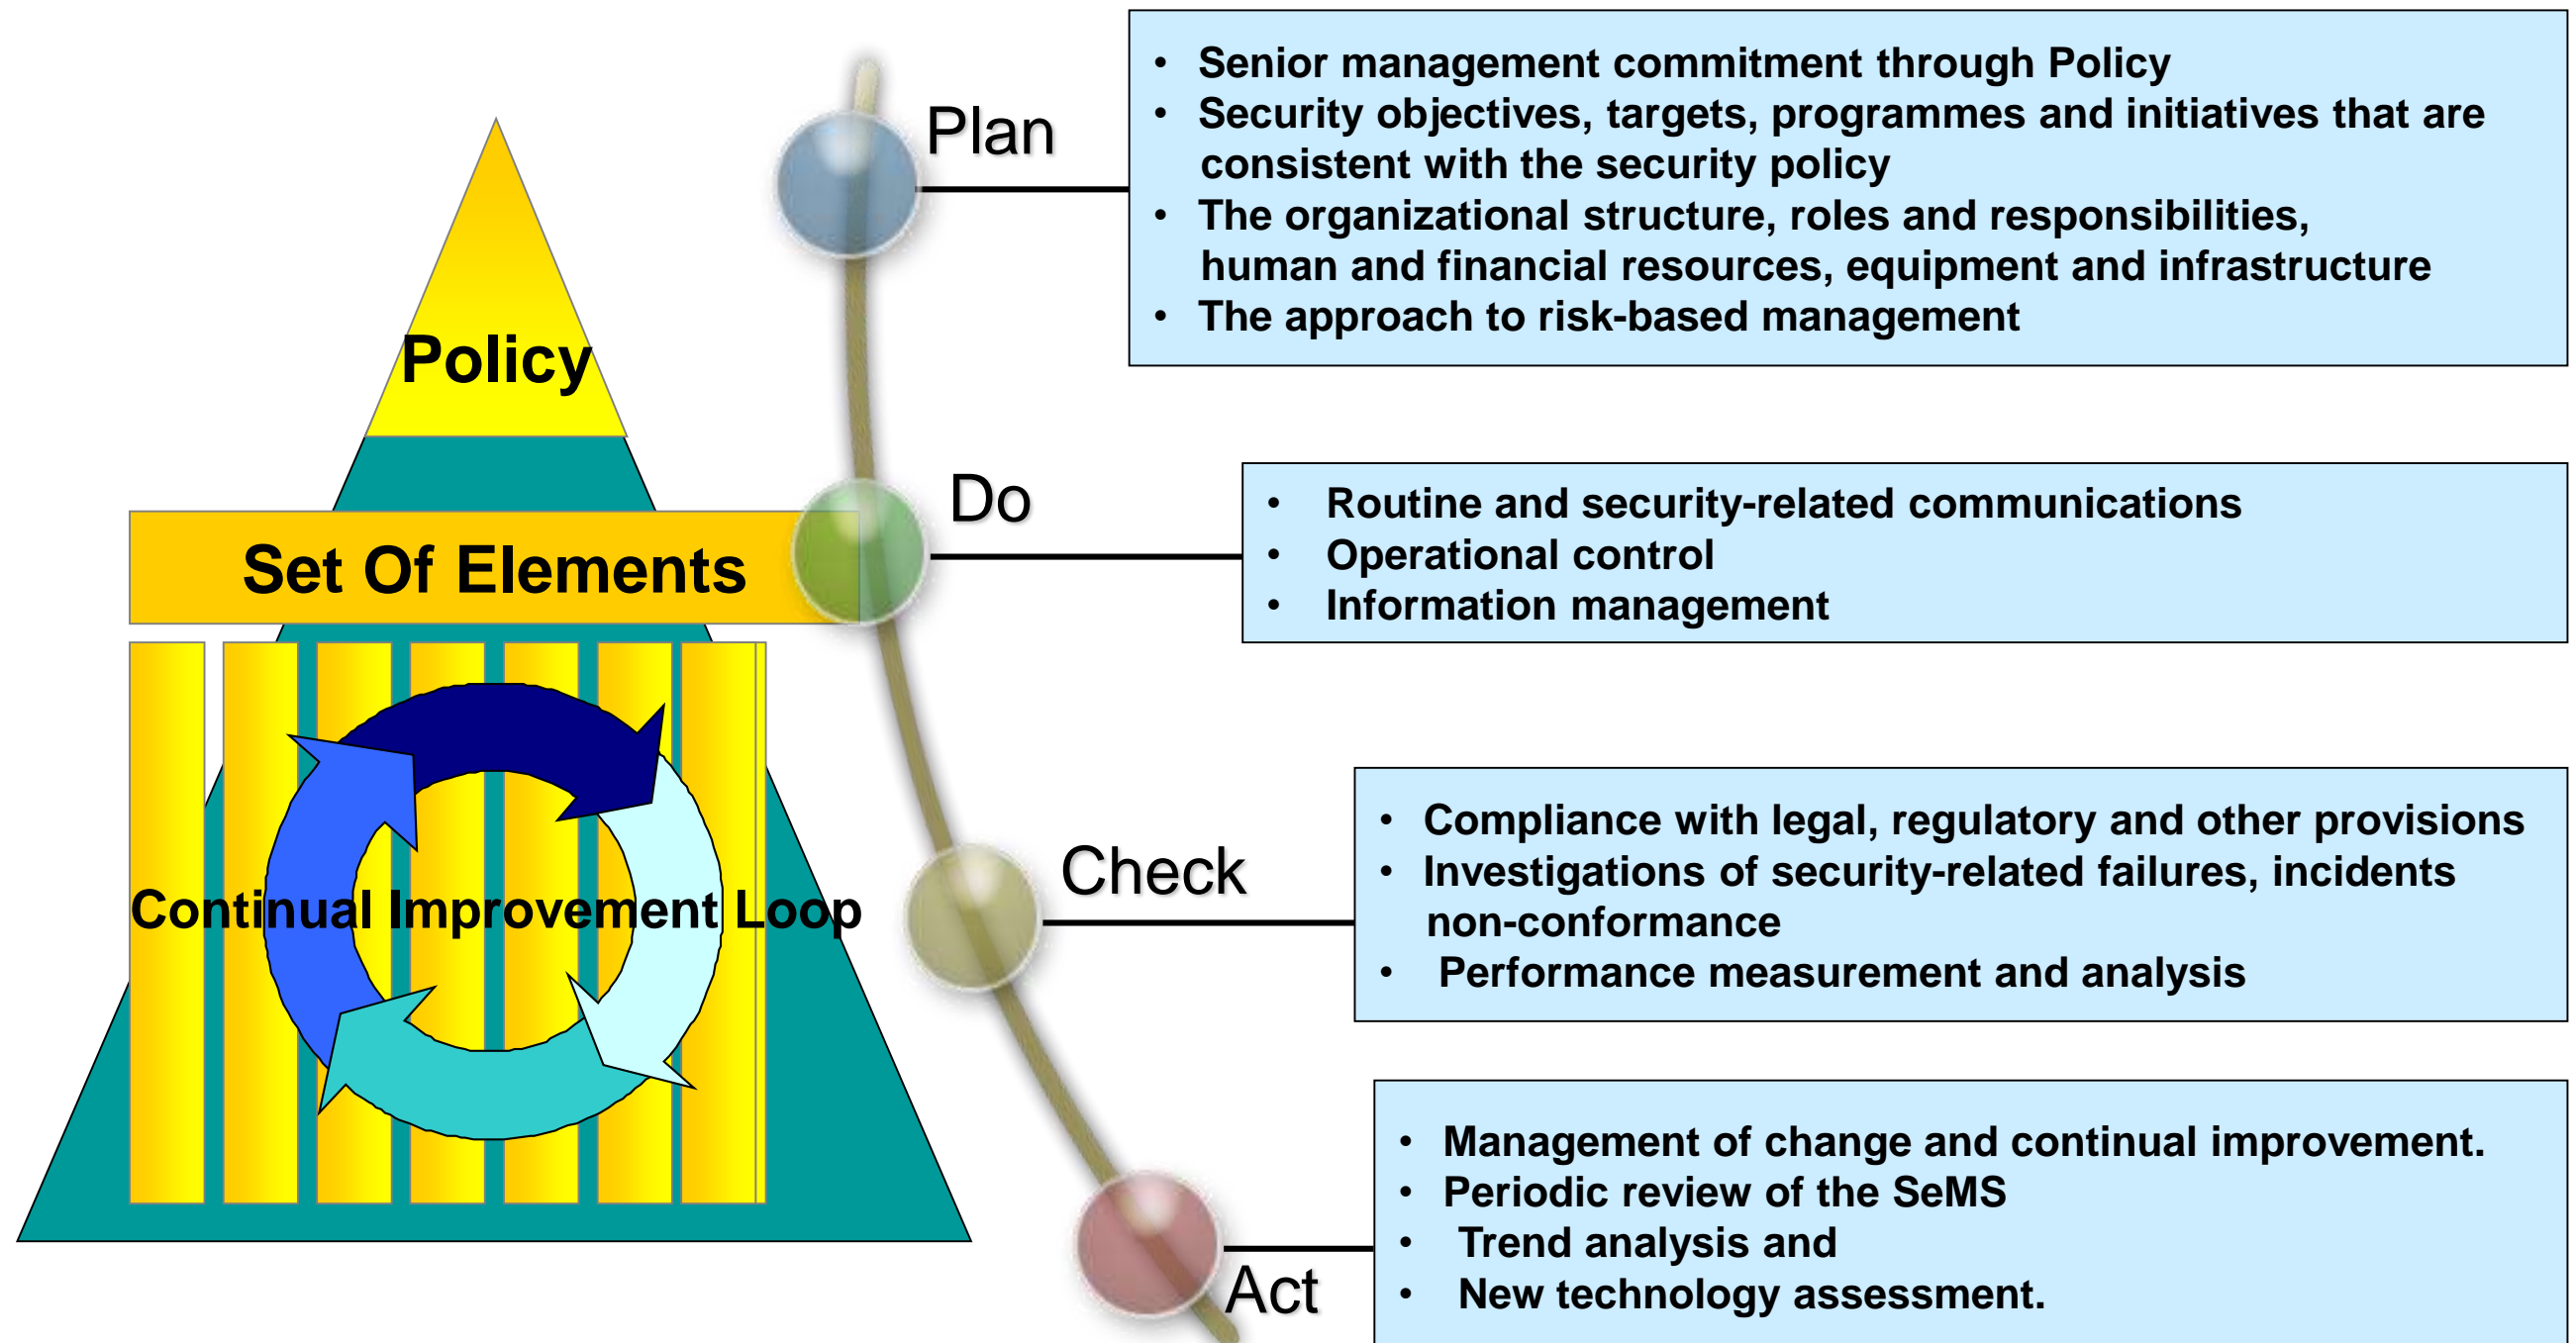 Policy
Set Of Elements
Continual Improvement Loop
Plan
• Senior management commitment through Policy
• Security objectives, targets, programmes and initiatives that are
consistent with the security policy
• The organizational structure, roles and responsibilities,
human and financial resources, equipment and infrastructure
• The approach to risk-based management
Do
• Routine and security-related communications
• Operational control
• Information management
Check
• Compliance with legal, regulatory and other provisions
• Investigations of security-related failures, incidents
non-conformance
• Performance measurement and analysis
Act
• Management of change and continual improvement.
• Periodic review of the SeMS
• Trend analysis and
• New technology assessment.